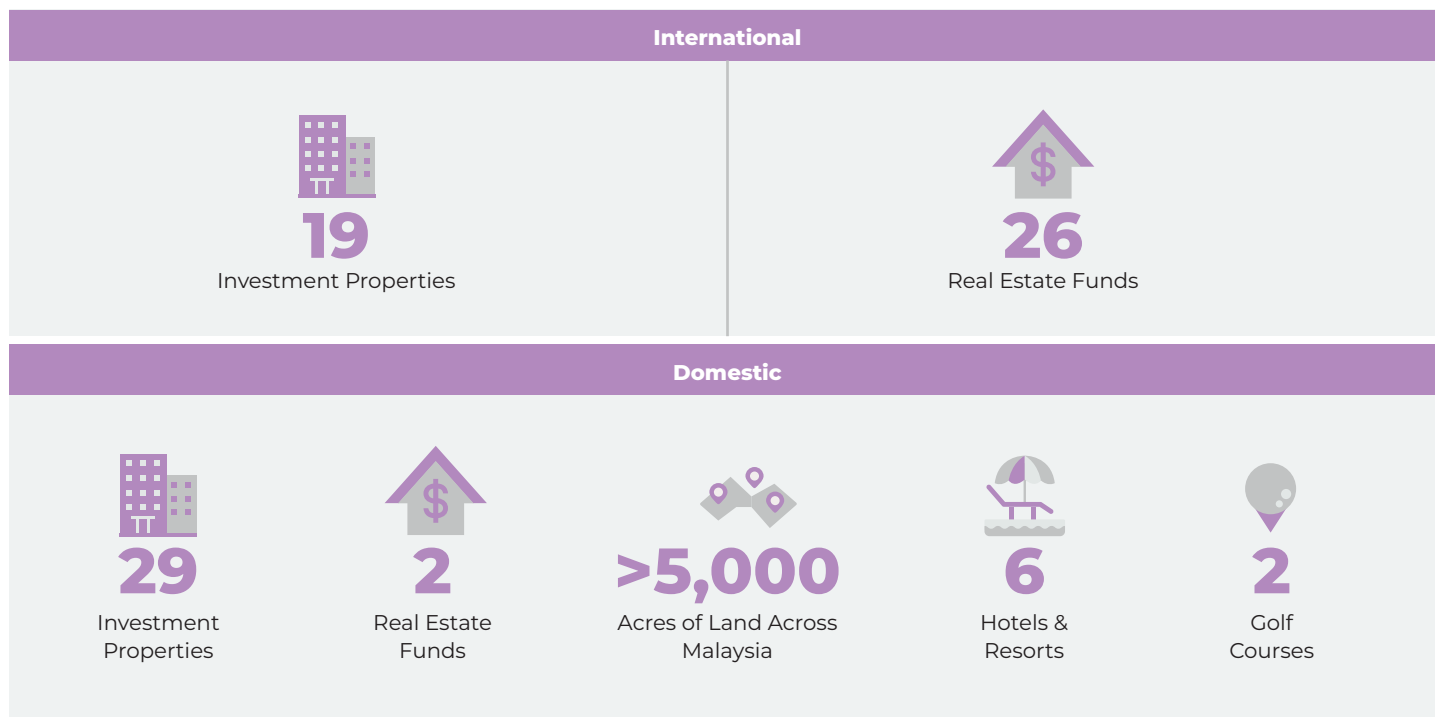 International
19
Investment Properties
26
Real Estate Funds
Domestic
29
Investment
Properties
2
Real Estate
Funds
>5,000
Acres of Land Across
Malaysia
6
Hotels &
Resorts
2
Golf
Courses